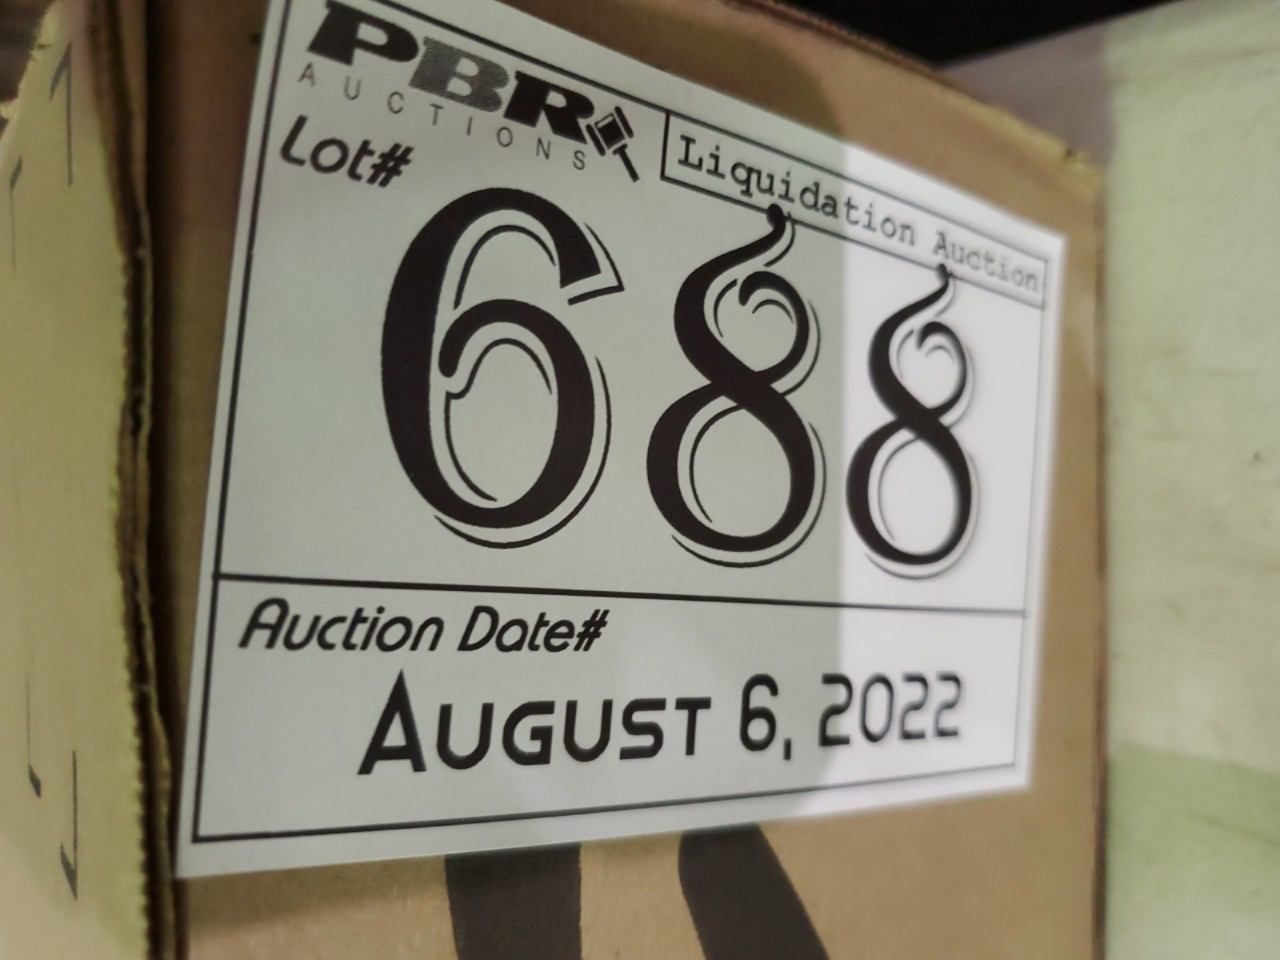 PBR
AUCTIONS
Liquidation Auction
Lot#
688
Auction Date#
August 6, 2022